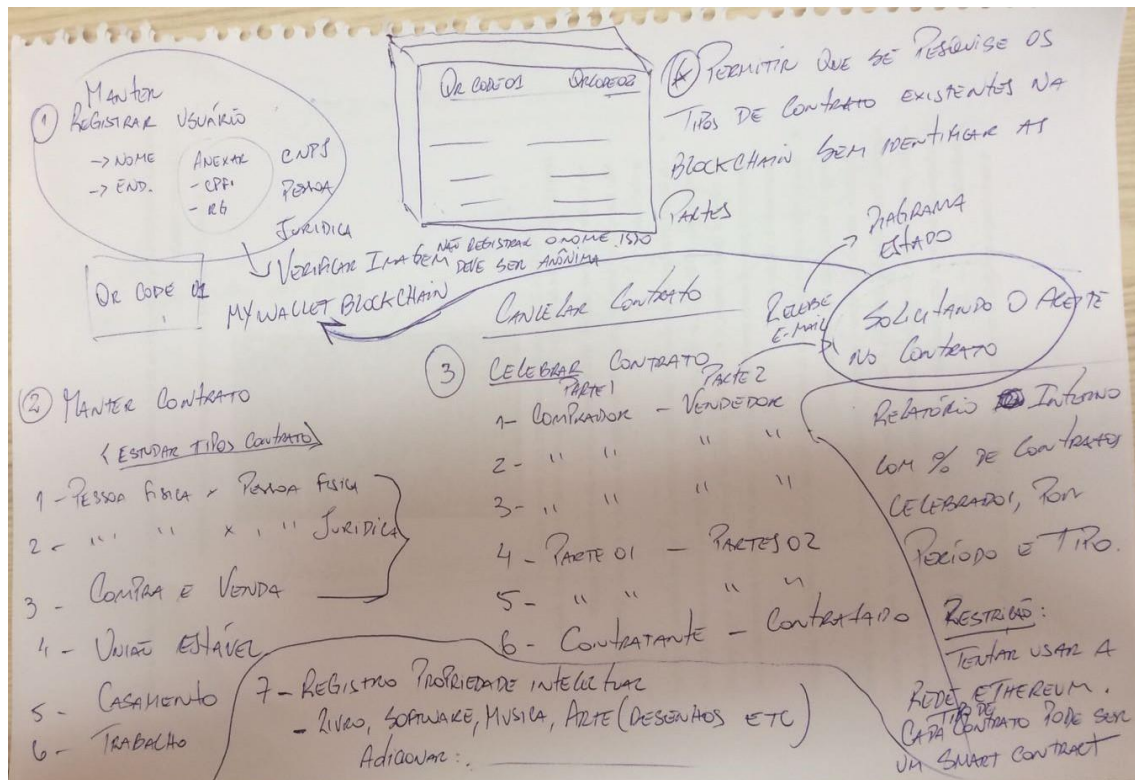 MANTER
① REGISTRAR USUÁRIO
-> NOME
-> END.
ANEXAR
- CPF
- RG
CNPJ
PESSOA
JURIDICA
VERIFICAR IMAGEM
QR CODE 01
MYWALLET BLOCKCHAIN
NÃO REGISTRAR O NOME, ISTO
DEVE SER ANÔNIMA
QR CODE 01 QRCODE 02
Ⓐ PERMITIR QUE SE PESQUISE OS
TIPOS DE CONTRATO EXISTENTES NA
BLOCKCHAIN SEM IDENTIFICAR AS
PARTES
DIAGRAMA
ESTADO
CANCELAR CONTRATO
RECEBE
E-MAIL
SOLICITANDO O ACEITE
NO CONTRATO
② MANTER CONTRATO
< ESTUDAR TIPOS CONTRATO >
1 - PESSOA FISICA x PESSOA FISICA
2 - " " x " JURIDICA
3 - COMPRA E VENDA
4 - UNIÃO ESTÁVEL
5 - CASAMENTO
6 - TRABALHO
③ CELEBRAR CONTRATO
PARTE 1 PARTE 2
1 - COMPRADOR - VENDEDOR
2 - " " " "
3 - " " " "
4 - PARTE 01 - PARTES 02
5 - " " " "
6 - CONTRATANTE - CONTRATADO
7 - REGISTRO PROPRIEDADE INTELECTUAL
- LIVRO, SOFTWARE, MUSICA, ARTE (DESENHOS ETC)
ADICIONAR:
RELATÓRIO INTERNO
COM % DE CONTRATOS
CELEBRADOS, POR
PERÍODO E TIPO.
RESTRIÇÃO:
TENTAR USAR A
REDE ETHEREUM.
TIPO DE
CADA CONTRATO PODE SER
UM SMART CONTRACT